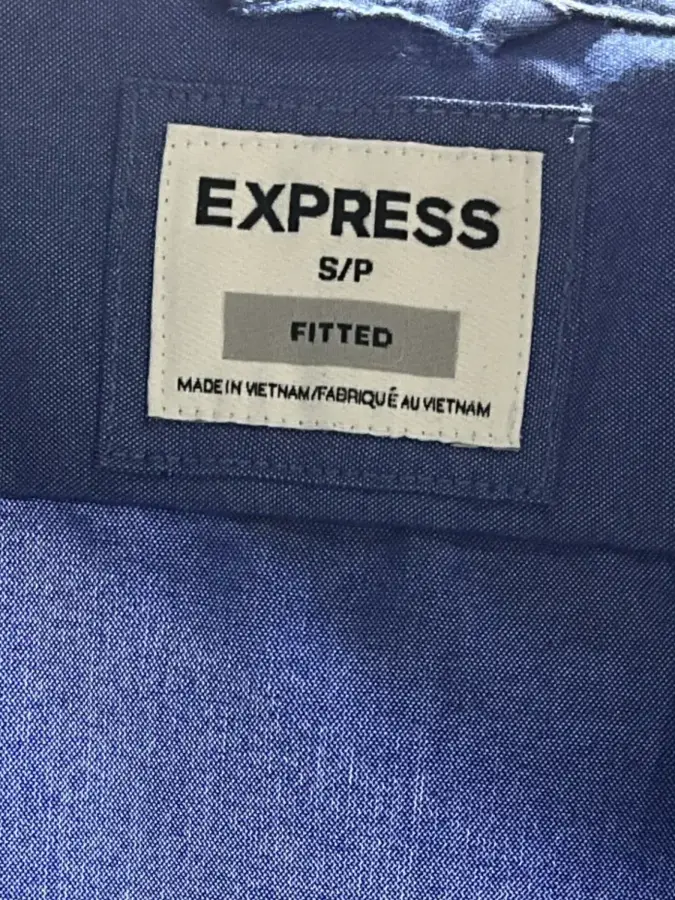 EXPRESS
S/P
FITTED
MADE IN VIETNAM/FABRIQUÉ AU VIETNAM